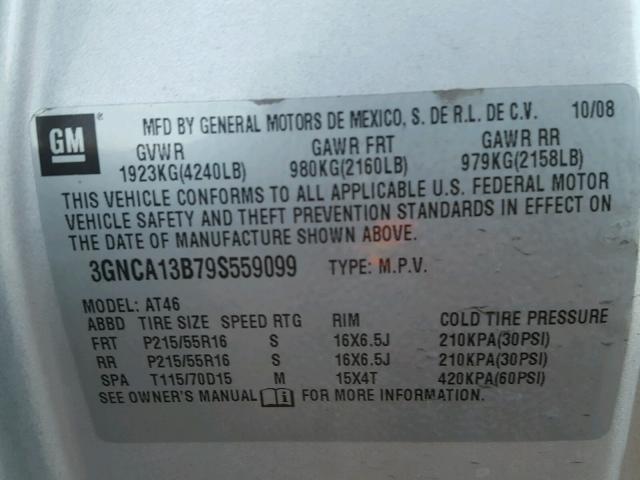 GM ® MFD BY GENERAL MOTORS DE MEXICO, S. DE R.L. DE C.V. 10/08
GVWR GAWR FRT GAWR RR
1923KG(4240LB) 980KG(2160LB) 979KG(2158LB)
THIS VEHICLE CONFORMS TO ALL APPLICABLE U.S. FEDERAL MOTOR
VEHICLE SAFETY AND THEFT PREVENTION STANDARDS IN EFFECT ON
THE DATE OF MANUFACTURE SHOWN ABOVE.
3GNCA13B79S559099 TYPE: M.P.V.
MODEL: AT46
ABBD TIRE SIZE SPEED RTG RIM COLD TIRE PRESSURE
FRT P215/55R16 S 16X6.5J 210KPA(30PSI)
RR P215/55R16 S 16X6.5J 210KPA(30PSI)
SPA T115/70D15 M 15X4T 420KPA(60PSI)
SEE OWNER'S MANUAL i FOR MORE INFORMATION.